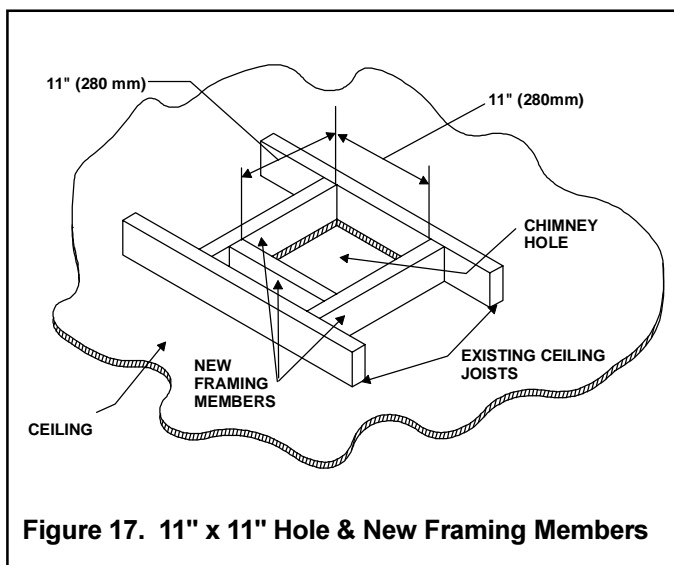 11" (280 mm)
11" (280mm)
CHIMNEY
HOLE
EXISTING CEILING
JOISTS
NEW
FRAMING
MEMBERS
CEILING
Figure 17. 11" x 11" Hole & New Framing Members